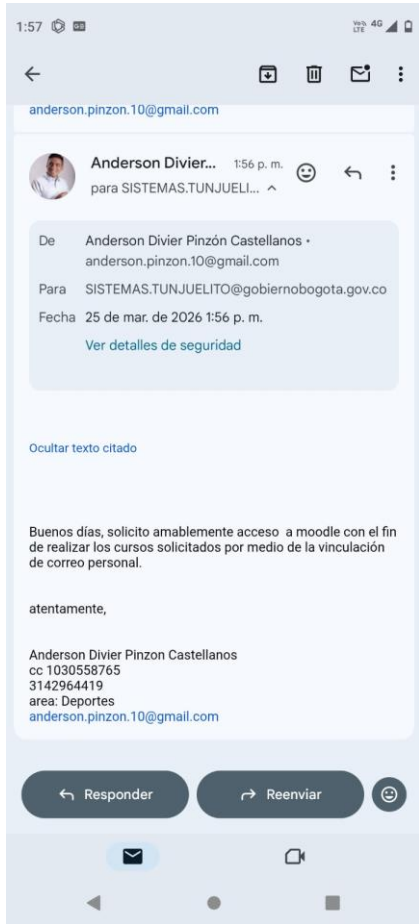 1:57
VoLTE 4G
anderson.pinzon.10@gmail.com
Anderson Divier... 1:56 p. m.
para SISTEMAS.TUNJUELI...
De Anderson Divier Pinzón Castellanos •
anderson.pinzon.10@gmail.com
Para SISTEMAS.TUNJUELITO@gobiernobogota.gov.co
Fecha 25 de mar. de 2026 1:56 p. m.
Ver detalles de seguridad
Ocultar texto citado
Buenos días, solicito amablemente acceso a moodle con el fin
de realizar los cursos solicitados por medio de la vinculación
de correo personal.
atentamente,
Anderson Divier Pinzon Castellanos
cc 1030558765
3142964419
area: Deportes
anderson.pinzon.10@gmail.com
Responder
Reenviar